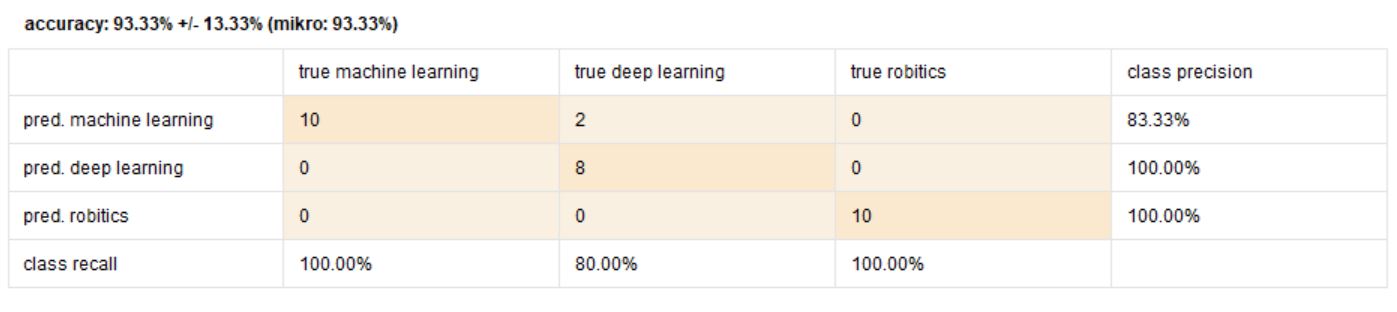 accuracy: 93.33% +/- 13.33% (mikro: 93.33%)
true machine learning true deep learning true robitics class precision
pred. machine learning 10 2 0 83.33%
pred. deep learning 0 8 0 100.00%
pred. robitics 0 0 10 100.00%
class recall 100.00% 80.00% 100.00%